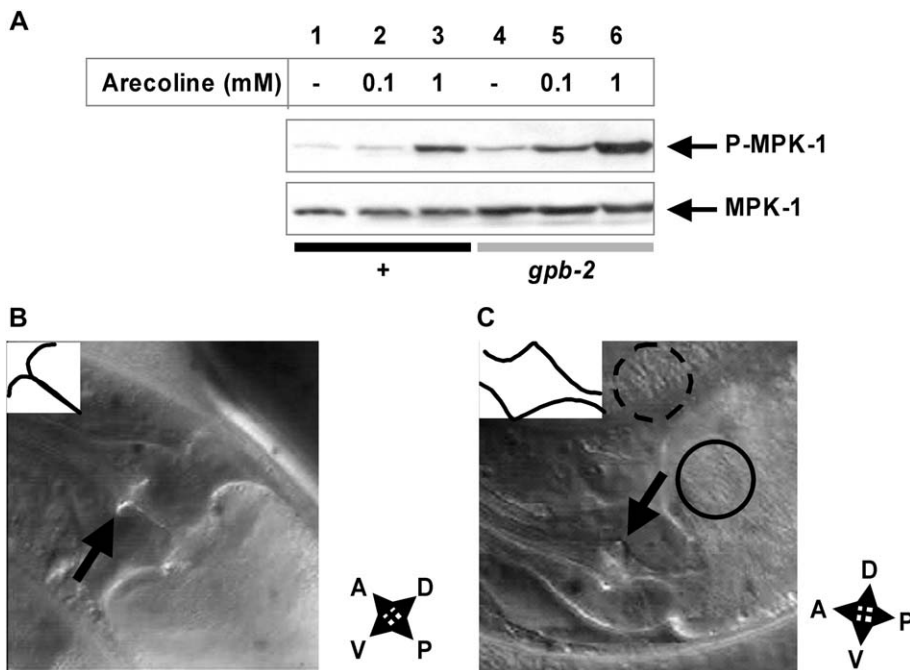 A
1 2 3 4 5 6
Arecoline (mM) - 0.1 1 - 0.1 1
P-MPK-1
MPK-1
+ gpb-2
B
C
A D
V P
D
A P
V